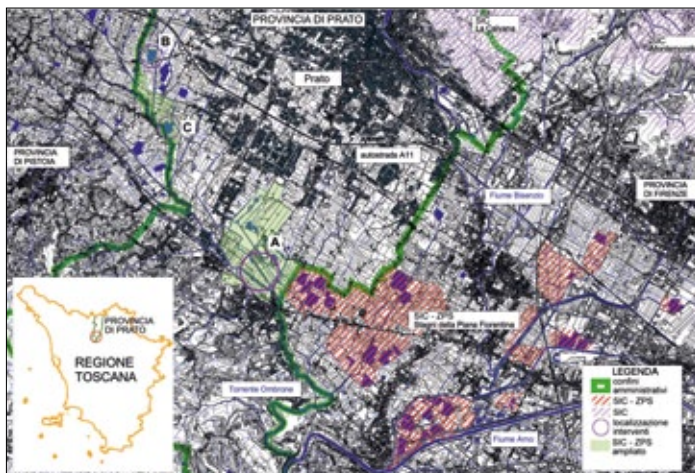 PROVINCIA DI PRATO
SIC
La Calvana
SIC
B
Prato
C
PROVINCIA
DI PISTOIA
autostrada A11
PROVINCIA
DI FIRENZE
Fiume Bisenzio
A
SIC - ZPS
Stagni della Piana Fiorentina
PROVINCIA
DI PRATO
REGIONE
TOSCANA
Torrente Ombrone
Fiume Arno
LEGENDA
confini
amministrativi
SIC - ZPS
SIC
localizzazione
interventi
SIC - ZPS
ampliato